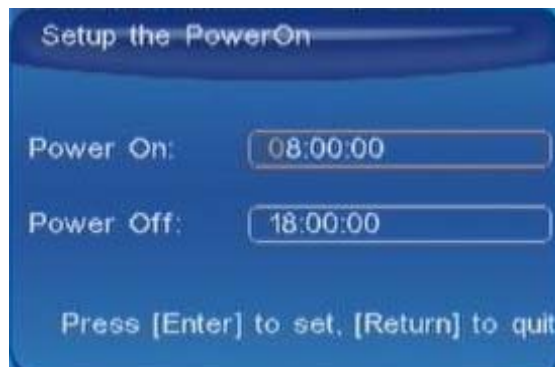 Setup the PowerOn
Power On: 08:00:00
Power Off: 18:00:00
Press [Enter] to set, [Return] to quit